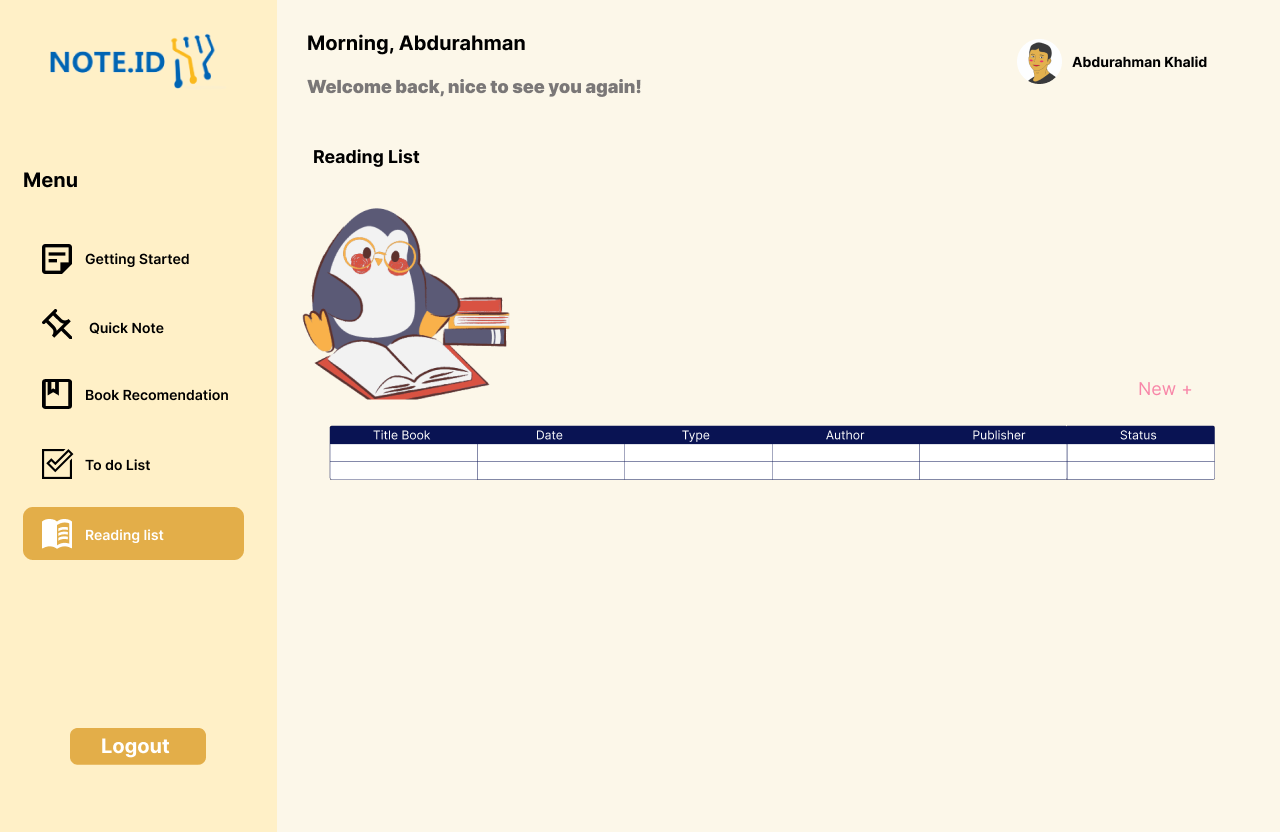 NOTE.ID
Morning, Abdurahman
Welcome back, nice to see you again!
Abdurahman Khalid
Reading List
Menu
Getting Started
Quick Note
Book Recomendation
To do List
Reading list
Logout
New +
Title Book Date Type Author Publisher Status